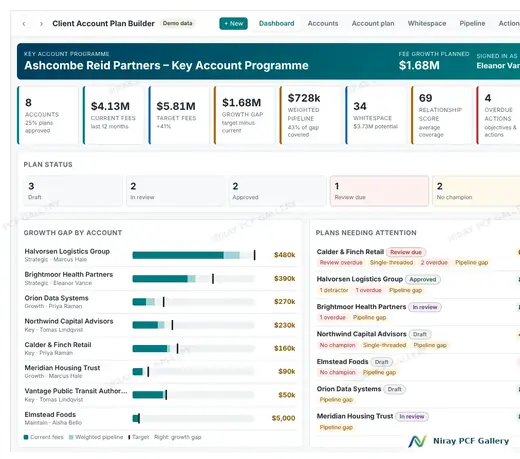 Client Account Plan Builder Demo data + New Dashboard Accounts Account plan Whitespace Pipeline Action
KEY ACCOUNT PROGRAMME
Ashcombe Reid Partners – Key Account Programme
FEE GROWTH PLANNED
$1.68M
SIGNED IN AS
Eleanor Van
8
ACCOUNTS
25% plans
approved
$4.13M
CURRENT FEES
last 12 months
$5.81M
TARGET FEES
+41%
$1.68M
GROWTH GAP
target minus
current
$728k
WEIGHTED
PIPELINE
43% of gap
covered
34
WHITESPACE
$3.73M potential
69
RELATIONSHIP
SCORE
average
coverage
4
OVERDUE
ACTIONS
objectives &
actions
PLAN STATUS
3
Draft
2
In review
2
Approved
1
Review due
2
No champion
GROWTH GAP BY ACCOUNT
Halvorsen Logistics Group
Strategic · Marcus Hale
$480k
Brightmoor Health Partners
Strategic · Eleanor Vance
$390k
Orion Data Systems
Growth · Priya Raman
$270k
Northwind Capital Advisors
Key · Tomas Lindqvist
$230k
Calder & Finch Retail
Key · Priya Raman
$160k
Meridian Housing Trust
Growth · Marcus Hale
$90k
Vantage Public Transit Author...
Key · Tomas Lindqvist
$50k
Elmstead Foods
Maintain · Aisha Bello
$5,000
Current fees Weighted pipeline Target Right: growth gap
PLANS NEEDING ATTENTION
Calder & Finch Retail Review due
Review overdue Single-threaded 2 overdue Pipeline gap
Halvorsen Logistics Group Approved
1 detractor 1 overdue Pipeline gap
Brightmoor Health Partners In review
1 overdue Pipeline gap
Northwind Capital Advisors Draft
No champion Single-threaded Pipeline gap
Elmstead Foods Draft
No champion Pipeline gap
Orion Data Systems Draft
Pipeline gap
Meridian Housing Trust In review
Pipeline gap
Niray PCF Gallery